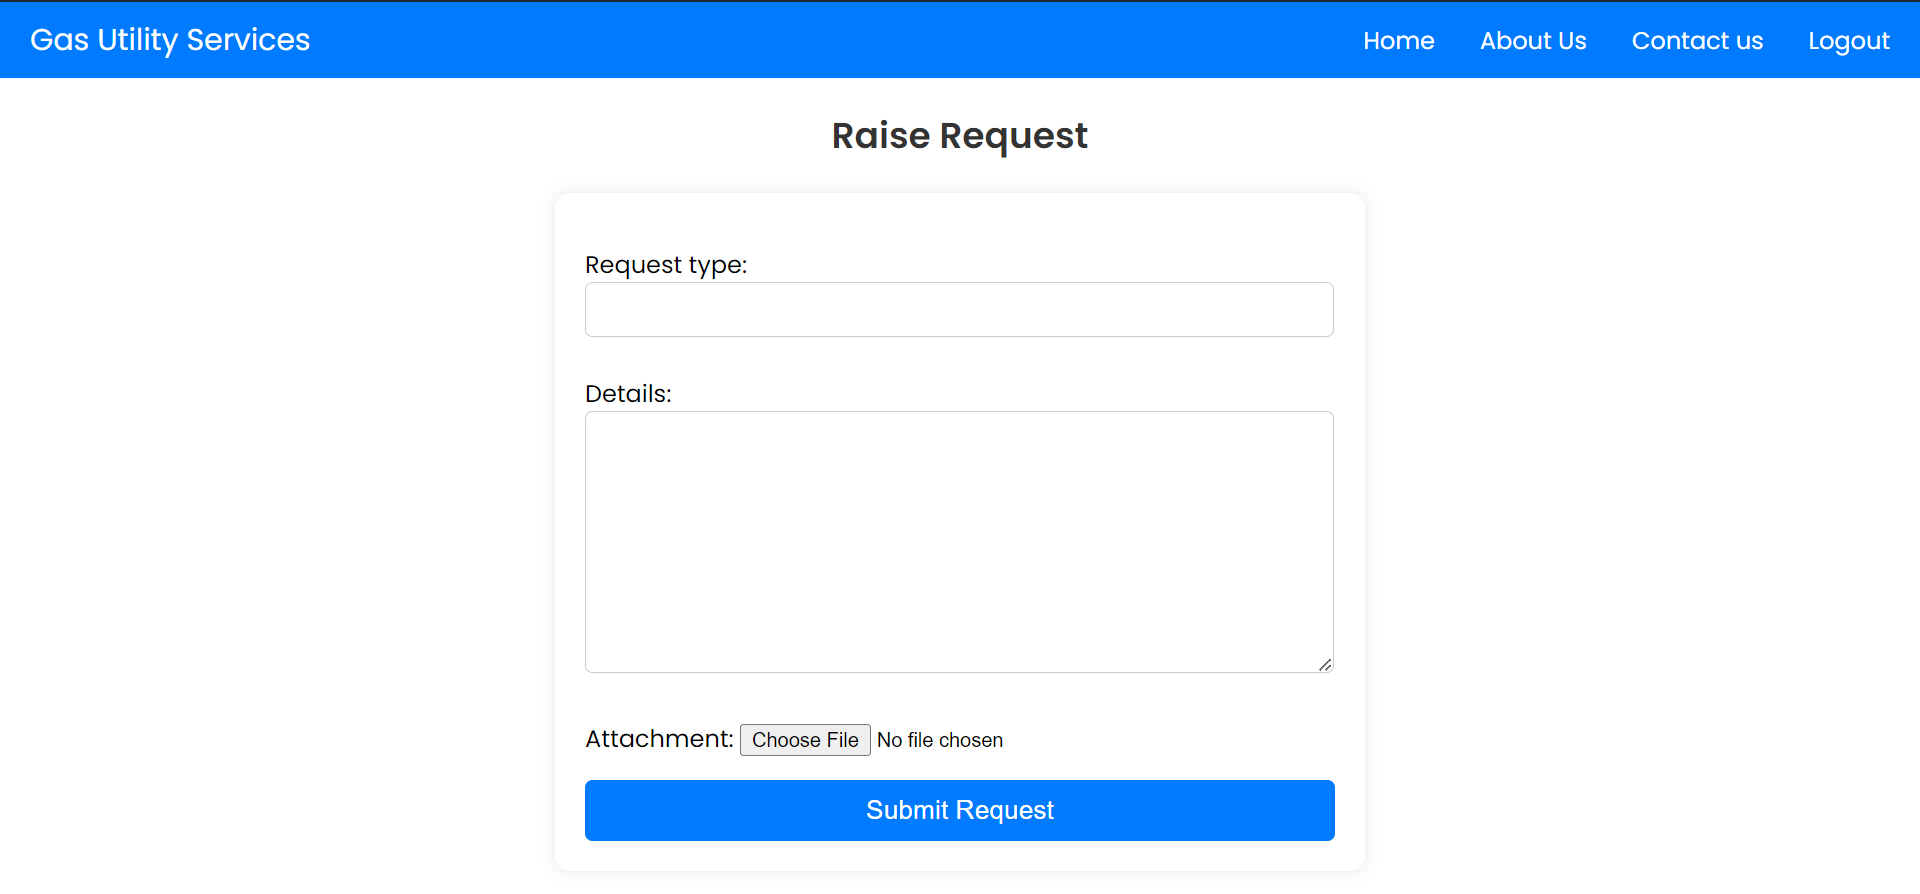 Gas Utility Services Home About Us Contact us Logout
Raise Request
Request type:
Details:
Attachment: Choose File No file chosen
Submit Request